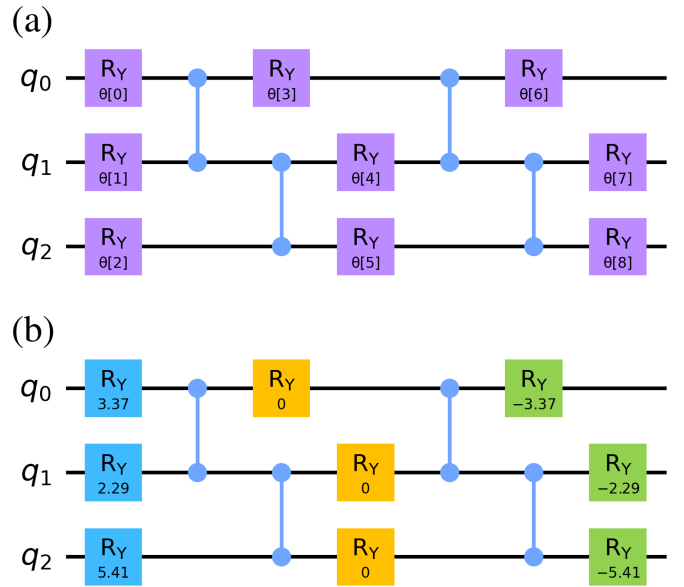 (a)
q0 RY θ[0] RY θ[3] RY θ[6]
q1 RY θ[1] RY θ[4] RY θ[7]
q2 RY θ[2] RY θ[5] RY θ[8]
(b)
q0 RY 3.37 RY 0 RY −3.37
q1 RY 2.29 RY 0 RY −2.29
q2 RY 5.41 RY 0 RY −5.41